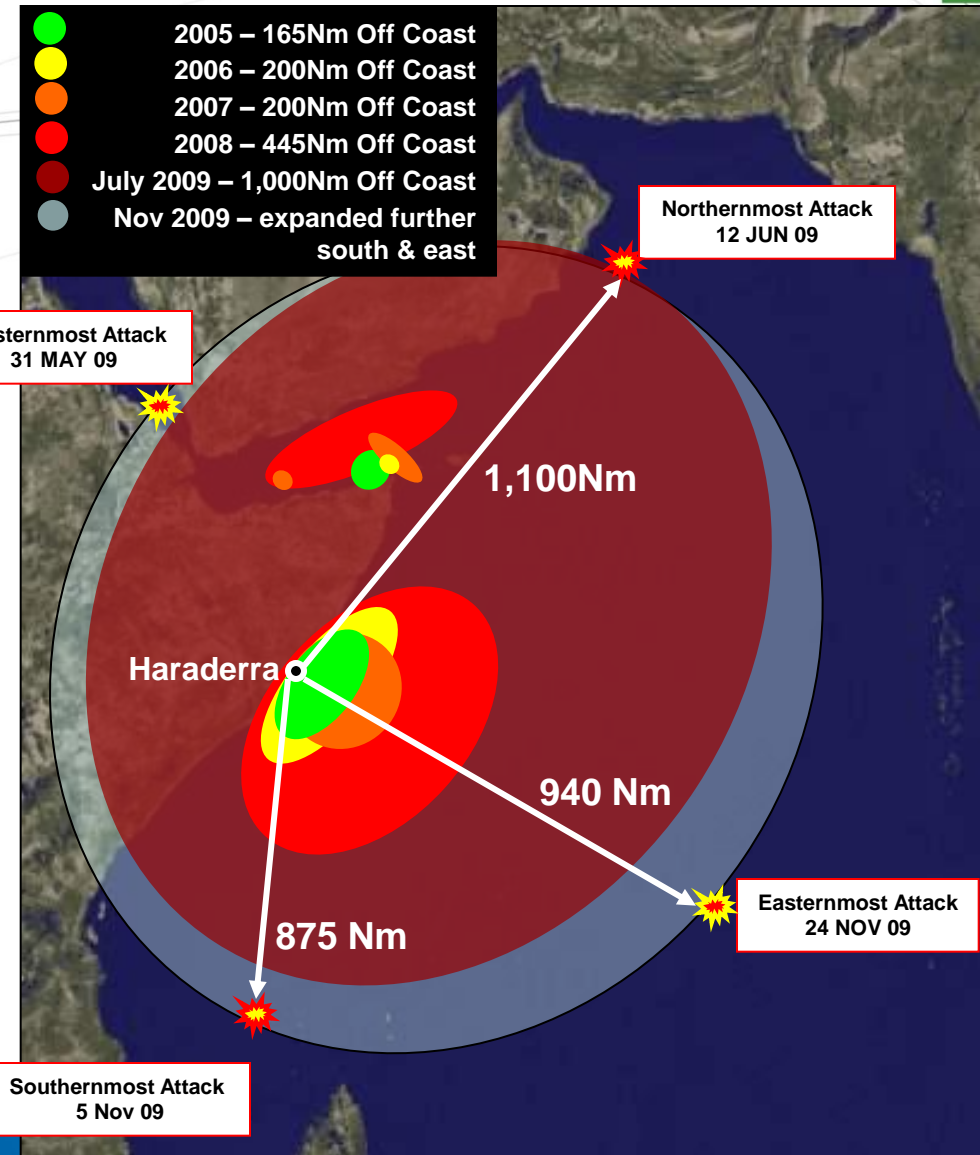 2005 – 165Nm Off Coast
2006 – 200Nm Off Coast
2007 – 200Nm Off Coast
2008 – 445Nm Off Coast
July 2009 – 1,000Nm Off Coast
Nov 2009 – expanded further
south & east
Northernmost Attack
12 JUN 09
sternmost Attack
31 MAY 09
1,100Nm
Haraderra
940 Nm
Easternmost Attack
24 NOV 09
875 Nm
Southernmost Attack
5 Nov 09